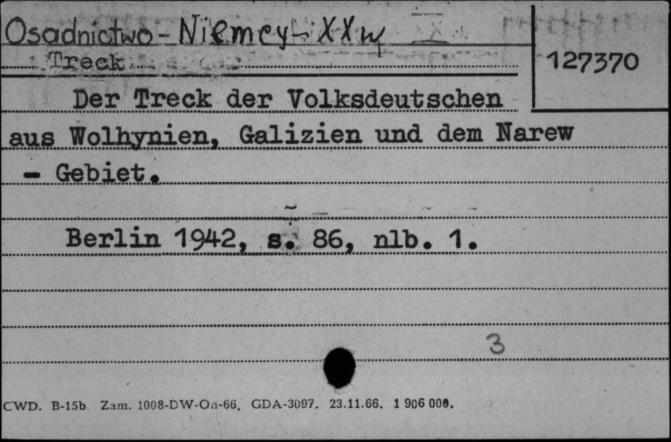 Osadnictwo - Niemcy - XX w
Treck
127370
Der Treck der Volksdeutschen
aus Wolhynien, Galizien und dem Narew
- Gebiet.
Berlin 1942, s. 86, nlb. 1.
3
CWD. B-15b Zam. 1008-DW-On-66. GDA-3097. 23.11.66. 1 906 000.